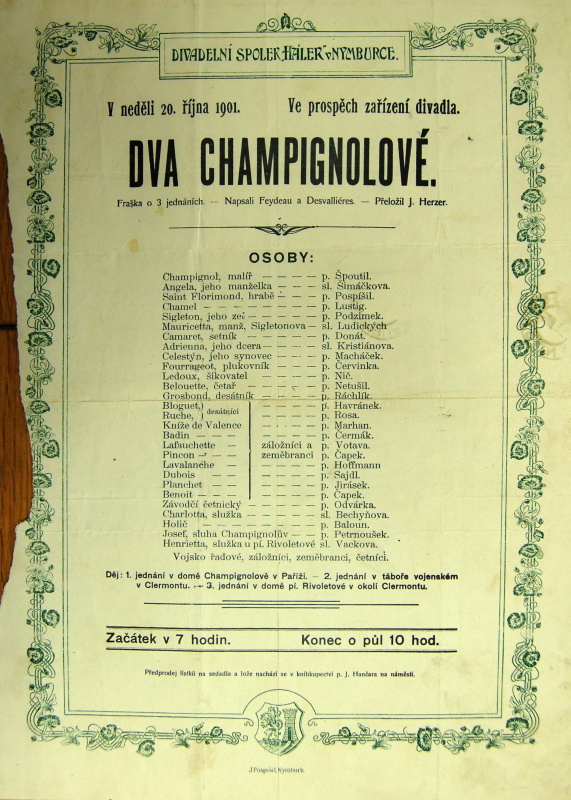 DIVADELNÍ SPOLEK „HÁLEK" V NYMBURCE.
V neděli 20. října 1901. Ve prospěch zařízení divadla.
DVA CHAMPIGNOLOVÉ.
Fraška o 3 jednáních. — Napsali Feydeau a Desvalliéres. — Přeložil J. Herzer.
OSOBY:
Champignol, malíř — — — — p. Špoutil.
Angela, jeho manželka — — — sl. Šimáčkova.
Saint Florimond, hrabě — — — p. Pospíšil.
Chamel — — — — — — p. Lustig.
Sigleton, jeho zeť — — — — p. Podzimek.
Mauricetta, manž. Sigletonova — sl. Ludických
Camaret, setník — — — — p. Donát.
Adrienna, jeho dcera — — — sl. Kristiánova.
Celestýn, jeho synovec — — — p. Macháček.
Fourrageot, plukovník — — — p. Červinka.
Ledoux, šikovatel — — — — p. Nič.
Belouette, četař — — — — p. Netušil.
Grosbond, desátník — — — — p. Ráchlík.
Bloguet, — — — — p. Havránek.
Ruche, desátníci — — — — p. Rosa.
Kníže de Valence — — — — p. Marhan.
Badin — — — — — — — p. Čermák.
Lafauchette — záložníci a p. Votava.
Pincon — — zeměbranci p. Čapek.
Lavalanche — — — — — p. Hoffmann
Dubois — — — — — — p. Sajdl.
Planchet — — — — — — p. Jirásek.
Benoit — — — — — — — p. Čapek.
Závodčí četnický — — — — p. Odvárka.
Charlotta, služka — — — — sl. Bechyňova.
Holič — — — — — — — p. Baloun.
Josef, sluha Champignolův — — p. Petrnoušek.
Henrietta, služka u pí. Rivoletové sl. Vackova.
Vojsko řadové, záložníci, zeměbranci, četníci.
Děj: 1. jednání v domě Champignolově v Paříži. — 2. jednání v táboře vojenském
v Clermontu. — 3. jednání v domě pí. Rivoletové v okolí Clermontu.
Začátek v 7 hodin. Konec o půl 10 hod.
Předprodej lístků na sedadla a lože nachází se v knihkupectví p. J. Hančara na náměstí.
J. Pospíšil, Nymburk.